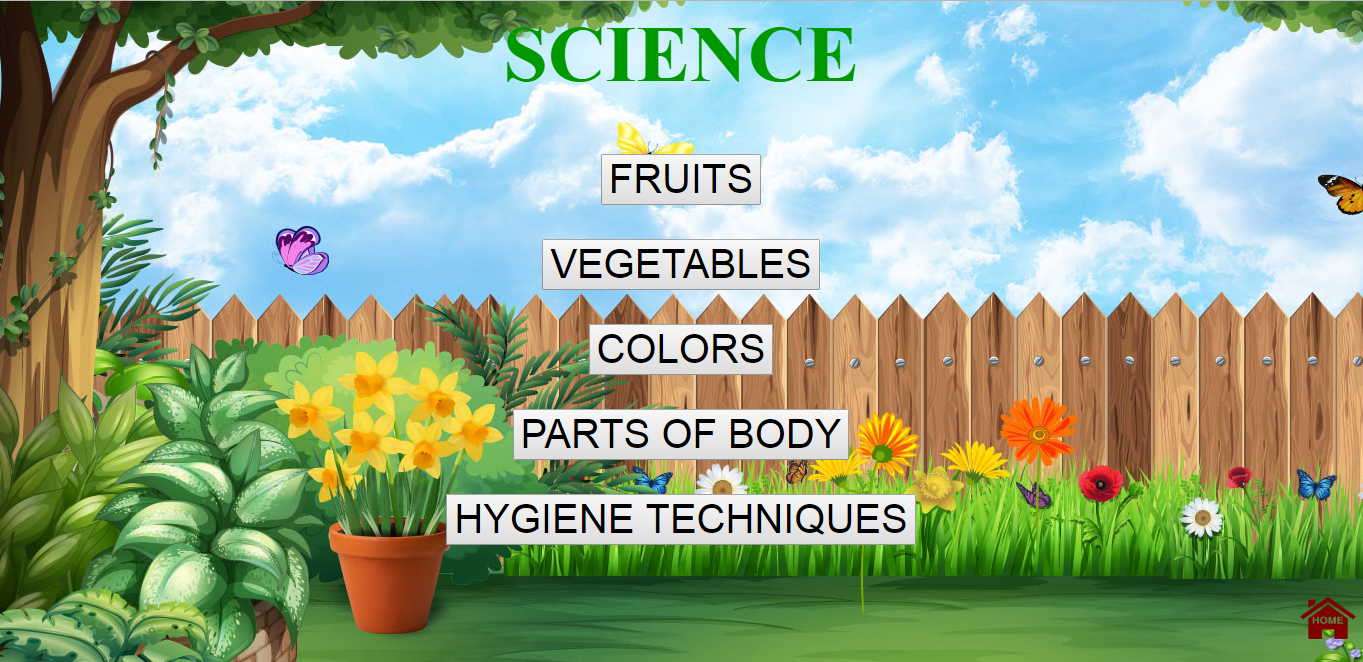 SCIENCE
FRUITS
VEGETABLES
COLORS
PARTS OF BODY
HYGIENE TECHNIQUES
HOME